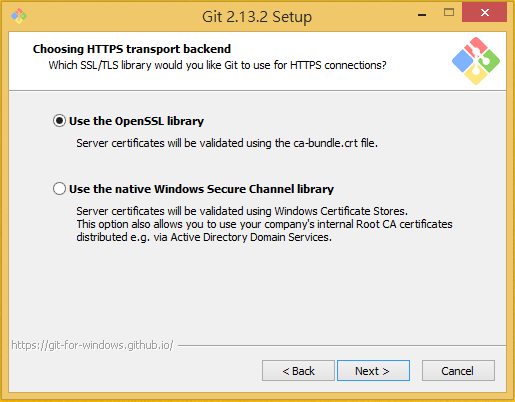 Git 2.13.2 Setup
Choosing HTTPS transport backend
Which SSL/TLS library would you like Git to use for HTTPS connections?
Use the OpenSSL library
Server certificates will be validated using the ca-bundle.crt file.
Use the native Windows Secure Channel library
Server certificates will be validated using Windows Certificate Stores.
This option also allows you to use your company's internal Root CA certificates
distributed e.g. via Active Directory Domain Services.
https://git-for-windows.github.io/
< Back
Next >
Cancel